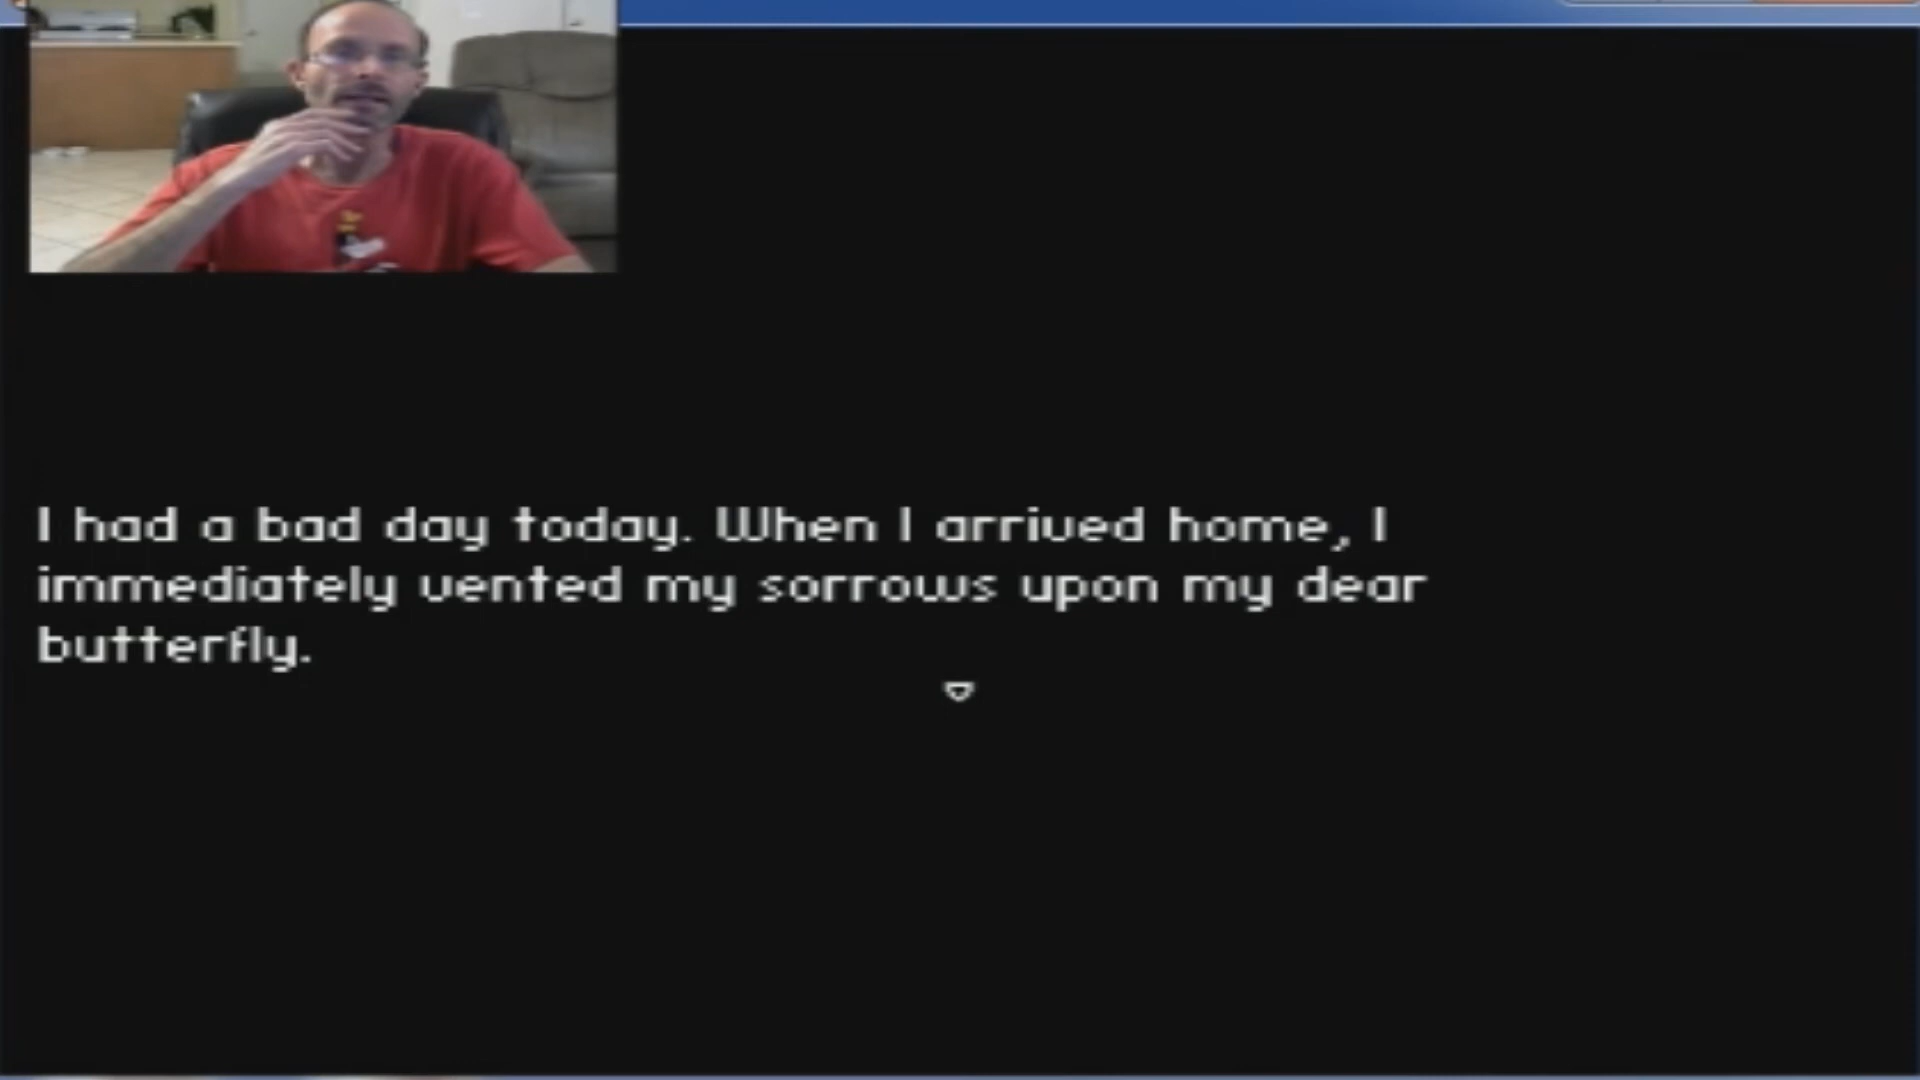 I had a bad day today. When I arrived home, I
immediately vented my sorrows upon my dear
butterfly.